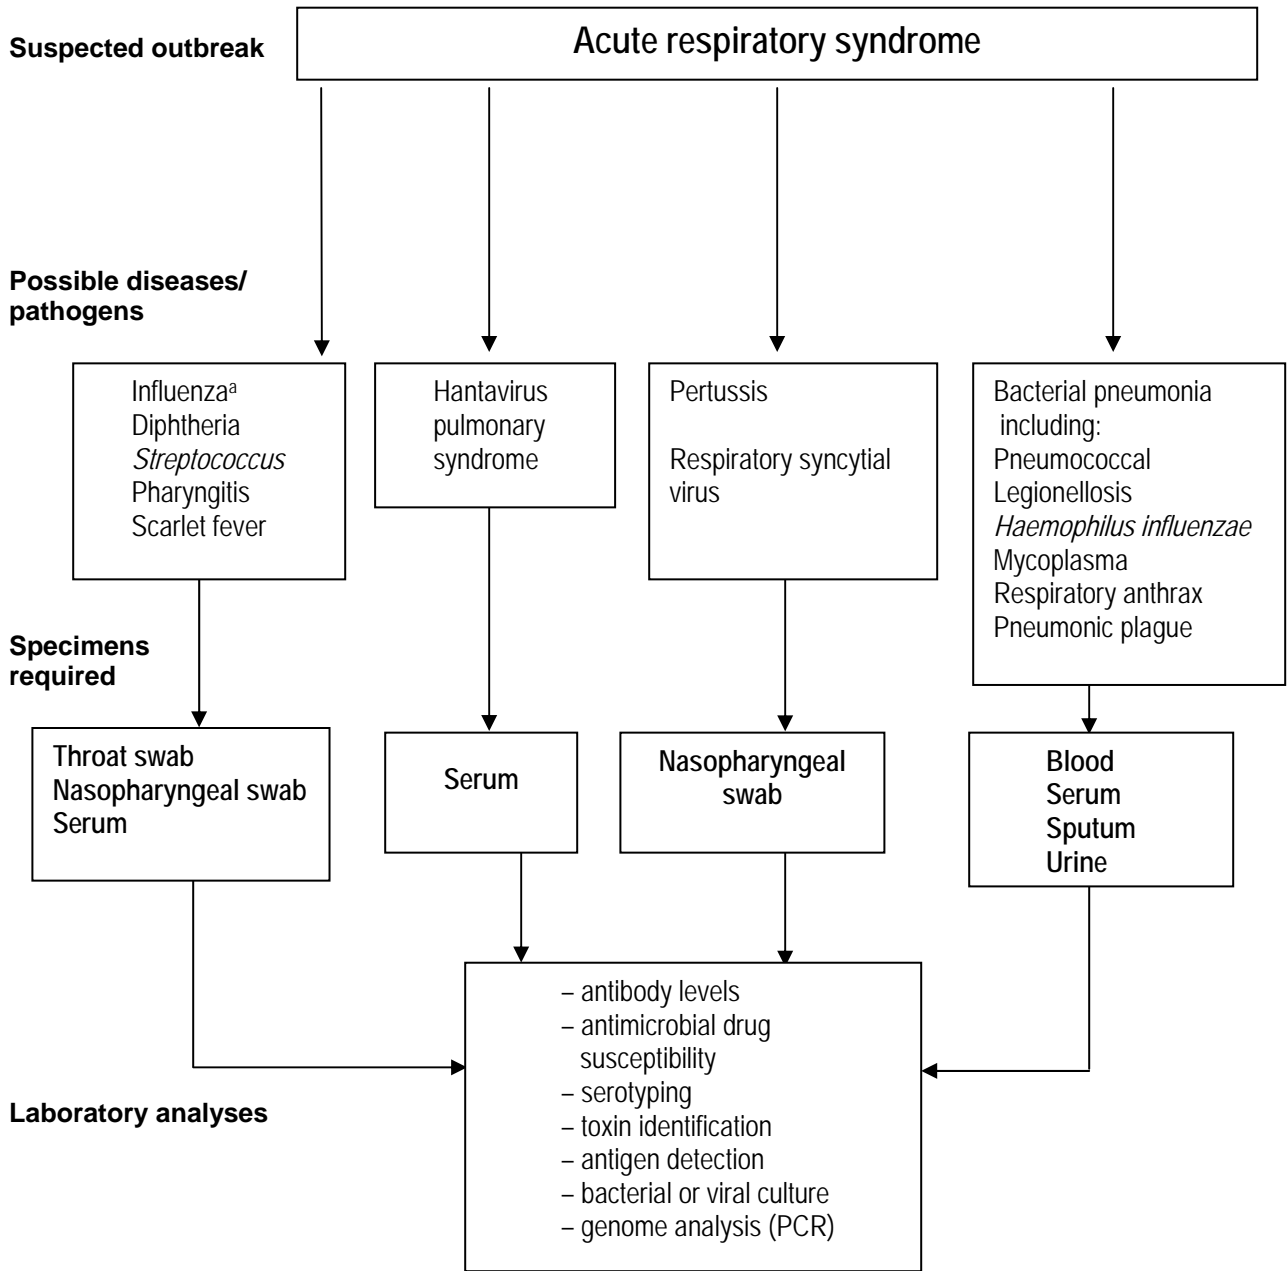 Suspected outbreak
Acute respiratory syndrome
Possible diseases/
pathogens
Influenzaᵃ
Diphtheria
Streptococcus
Pharyngitis
Scarlet fever
Hantavirus
pulmonary
syndrome
Pertussis
Respiratory syncytial
virus
Bacterial pneumonia
including:
Pneumococcal
Legionellosis
Haemophilus influenzae
Mycoplasma
Respiratory anthrax
Pneumonic plague
Specimens
required
Throat swab
Nasopharyngeal swab
Serum
Serum
Nasopharyngeal
swab
Blood
Serum
Sputum
Urine
Laboratory analyses
– antibody levels
– antimicrobial drug
susceptibility
– serotyping
– toxin identification
– antigen detection
– bacterial or viral culture
– genome analysis (PCR)